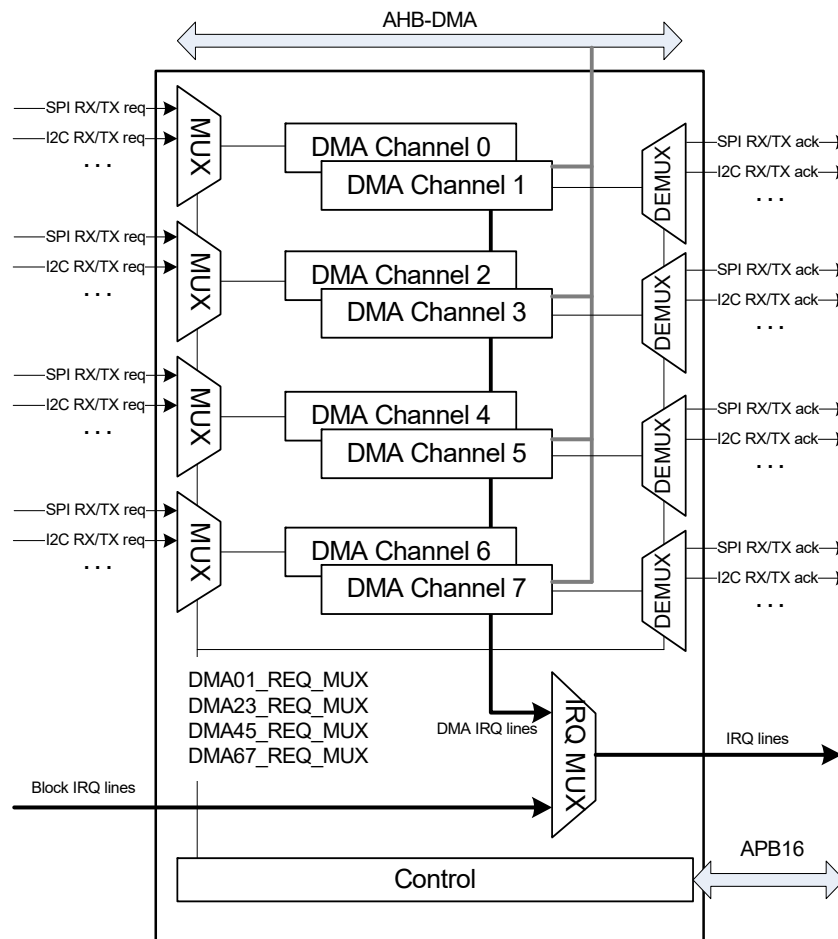 AHB-DMA
SPI RX/TX req
I2C RX/TX req
. . .
MUX
DMA Channel 0
DMA Channel 1
DEMUX
SPI RX/TX ack
I2C RX/TX ack
. . .
SPI RX/TX req
I2C RX/TX req
. . .
MUX
DMA Channel 2
DMA Channel 3
DEMUX
SPI RX/TX ack
I2C RX/TX ack
. . .
SPI RX/TX req
I2C RX/TX req
. . .
MUX
DMA Channel 4
DMA Channel 5
DEMUX
SPI RX/TX ack
I2C RX/TX ack
. . .
SPI RX/TX req
I2C RX/TX req
. . .
MUX
DMA Channel 6
DMA Channel 7
DEMUX
SPI RX/TX ack
I2C RX/TX ack
. . .
DMA01_REQ_MUX
DMA23_REQ_MUX
DMA45_REQ_MUX
DMA67_REQ_MUX
DMA IRQ lines
IRQ MUX
IRQ lines
Block IRQ lines
Control
APB16